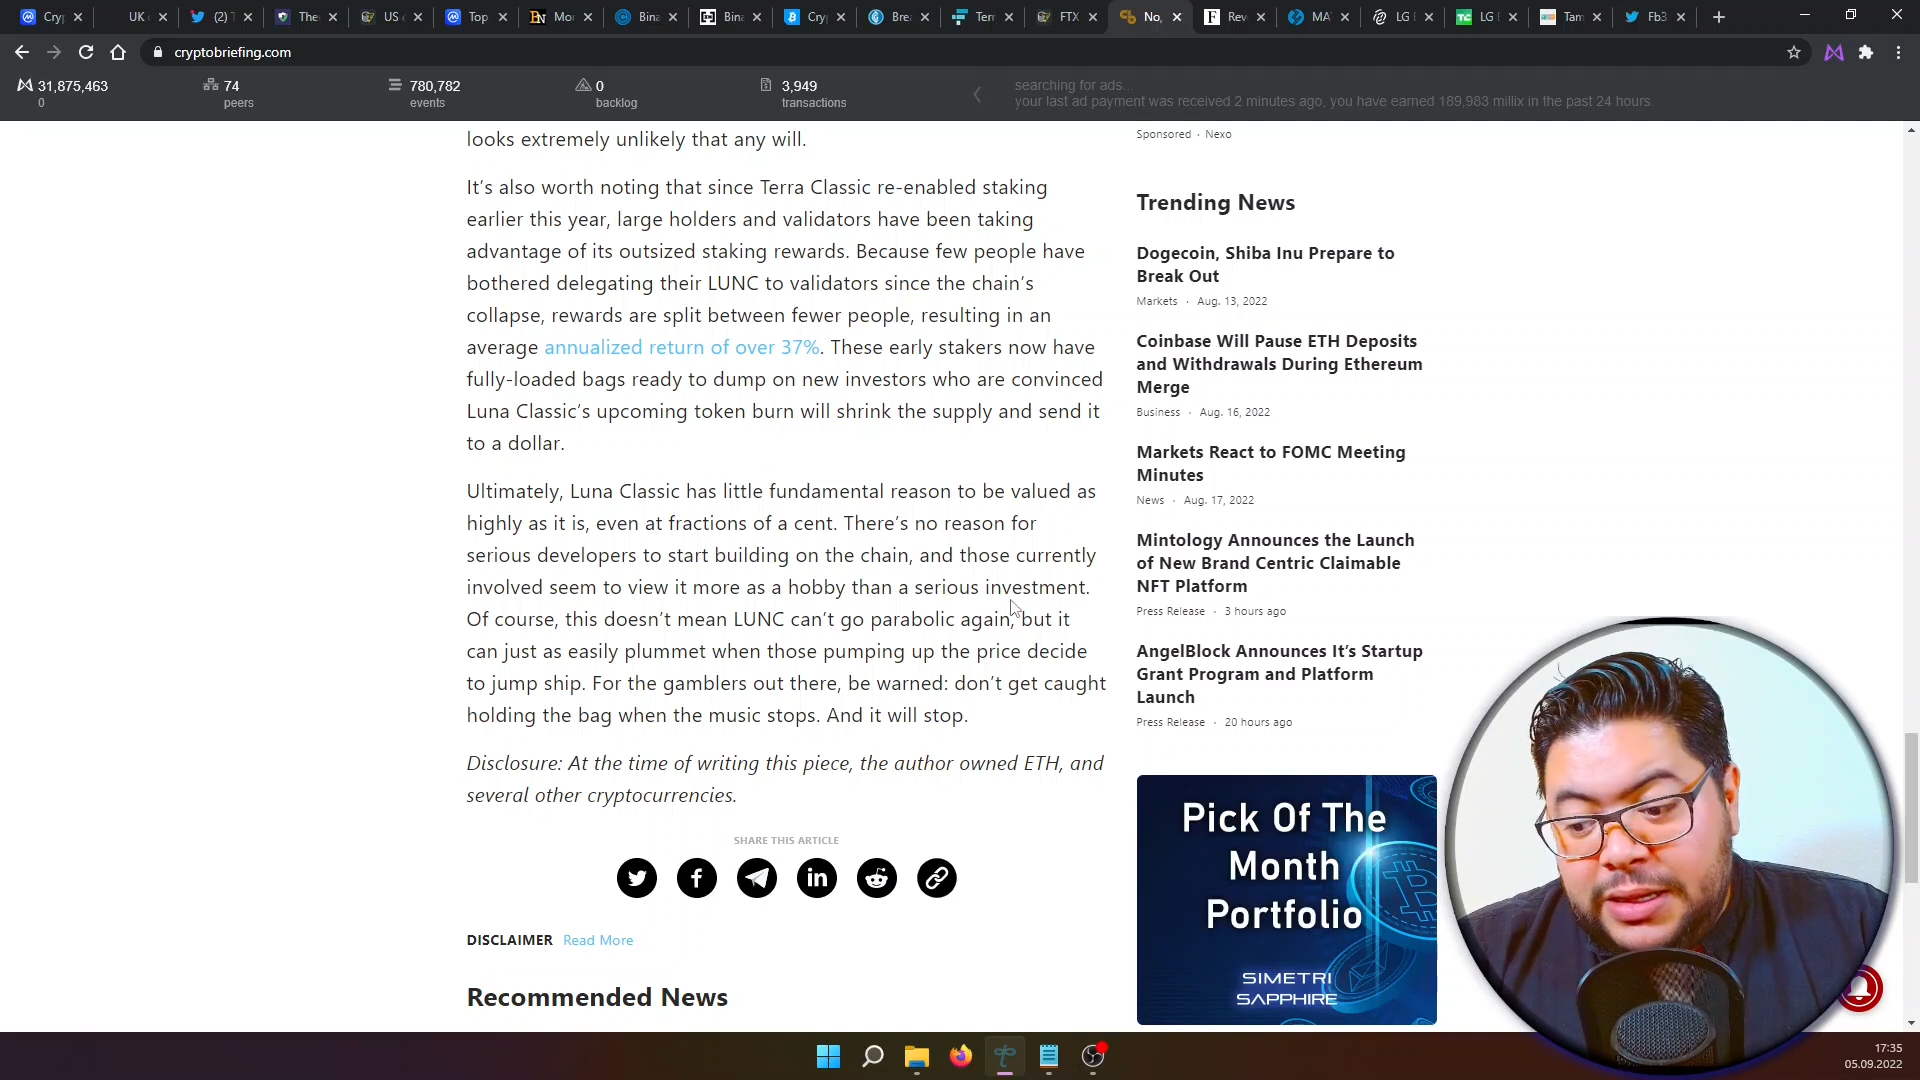 Cryp
UK
(2) T
The
US
Top
Mo
Bina
Bina
Cryp
Brea
Terr
FTX
No,
Rev
MA
LG
LG
Tam
Fb3
cryptobriefing.com
31,875,463
0
74
peers
780,782
events
0
backlog
3,949
transactions
searching for ads...
your last ad payment was received 2 minutes ago, you have earned 189,983 millix in the past 24 hours.
looks extremely unlikely that any will.
It’s also worth noting that since Terra Classic re-enabled staking
earlier this year, large holders and validators have been taking
advantage of its outsized staking rewards. Because few people have
bothered delegating their LUNC to validators since the chain’s
collapse, rewards are split between fewer people, resulting in an
average annualized return of over 37%. These early stakers now have
fully-loaded bags ready to dump on new investors who are convinced
Luna Classic’s upcoming token burn will shrink the supply and send it
to a dollar.
Ultimately, Luna Classic has little fundamental reason to be valued as
highly as it is, even at fractions of a cent. There’s no reason for
serious developers to start building on the chain, and those currently
involved seem to view it more as a hobby than a serious investment.
Of course, this doesn’t mean LUNC can’t go parabolic again, but it
can just as easily plummet when those pumping up the price decide
to jump ship. For the gamblers out there, be warned: don’t get caught
holding the bag when the music stops. And it will stop.
Disclosure: At the time of writing this piece, the author owned ETH, and
several other cryptocurrencies.
SHARE THIS ARTICLE
DISCLAIMER Read More
Recommended News
Sponsored · Nexo
Trending News
Dogecoin, Shiba Inu Prepare to
Break Out
Markets · Aug. 13, 2022
Coinbase Will Pause ETH Deposits
and Withdrawals During Ethereum
Merge
Business · Aug. 16, 2022
Markets React to FOMC Meeting
Minutes
News · Aug. 17, 2022
Mintology Announces the Launch
of New Brand Centric Claimable
NFT Platform
Press Release · 3 hours ago
AngelBlock Announces It’s Startup
Grant Program and Platform
Launch
Press Release · 20 hours ago
Pick Of The
Month
Portfolio
SIMETRI
SAPPHIRE
17:35
05.09.2022